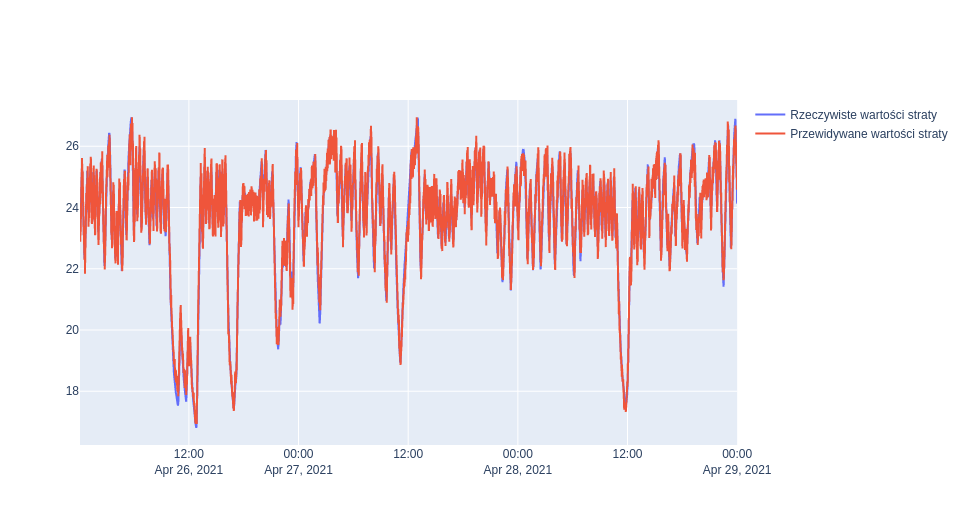 Rzeczywiste wartości straty
Przewidywane wartości straty
26
24
22
20
18
12:00 00:00 12:00 00:00 12:00 00:00
Apr 26, 2021 Apr 27, 2021 Apr 28, 2021 Apr 29, 2021